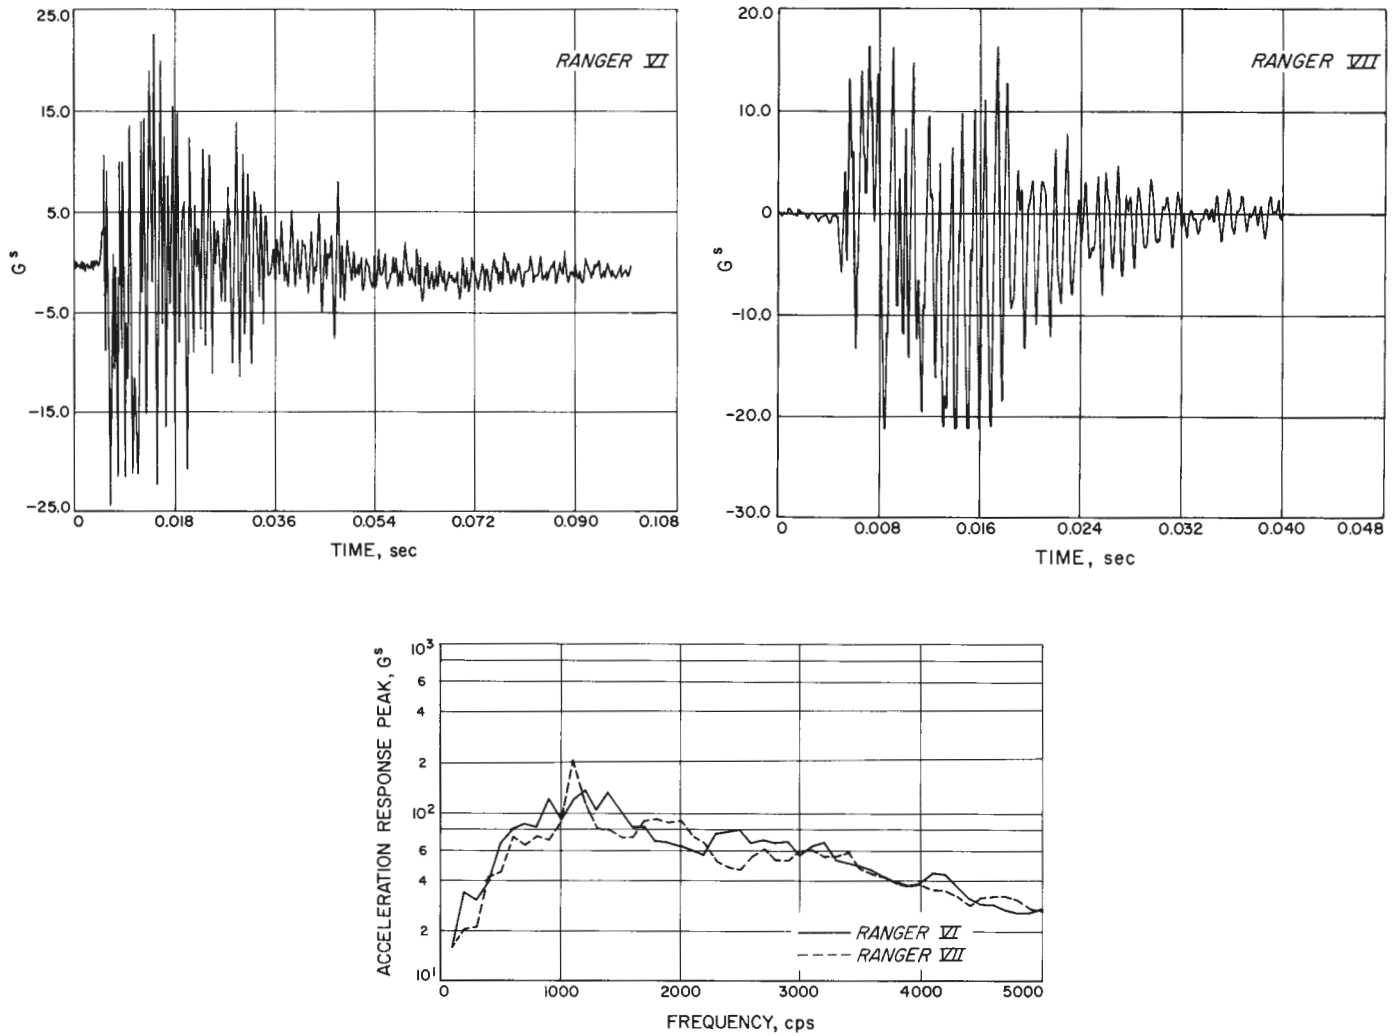 25.0
RANGER VI
15.0
5.0
G s
-5.0
-15.0
-25.0
0 0.018 0.036 0.054 0.072 0.090 0.108
TIME, sec
20.0
RANGER VII
10.0
0
G s
-10.0
-20.0
-30.0
0 0.008 0.016 0.024 0.032 0.040 0.048
TIME, sec
ACCELERATION RESPONSE PEAK, G s
10³
6
4
2
10²
6
4
2
10¹
RANGER VI
RANGER VII
0 1000 2000 3000 4000 5000
FREQUENCY, cps